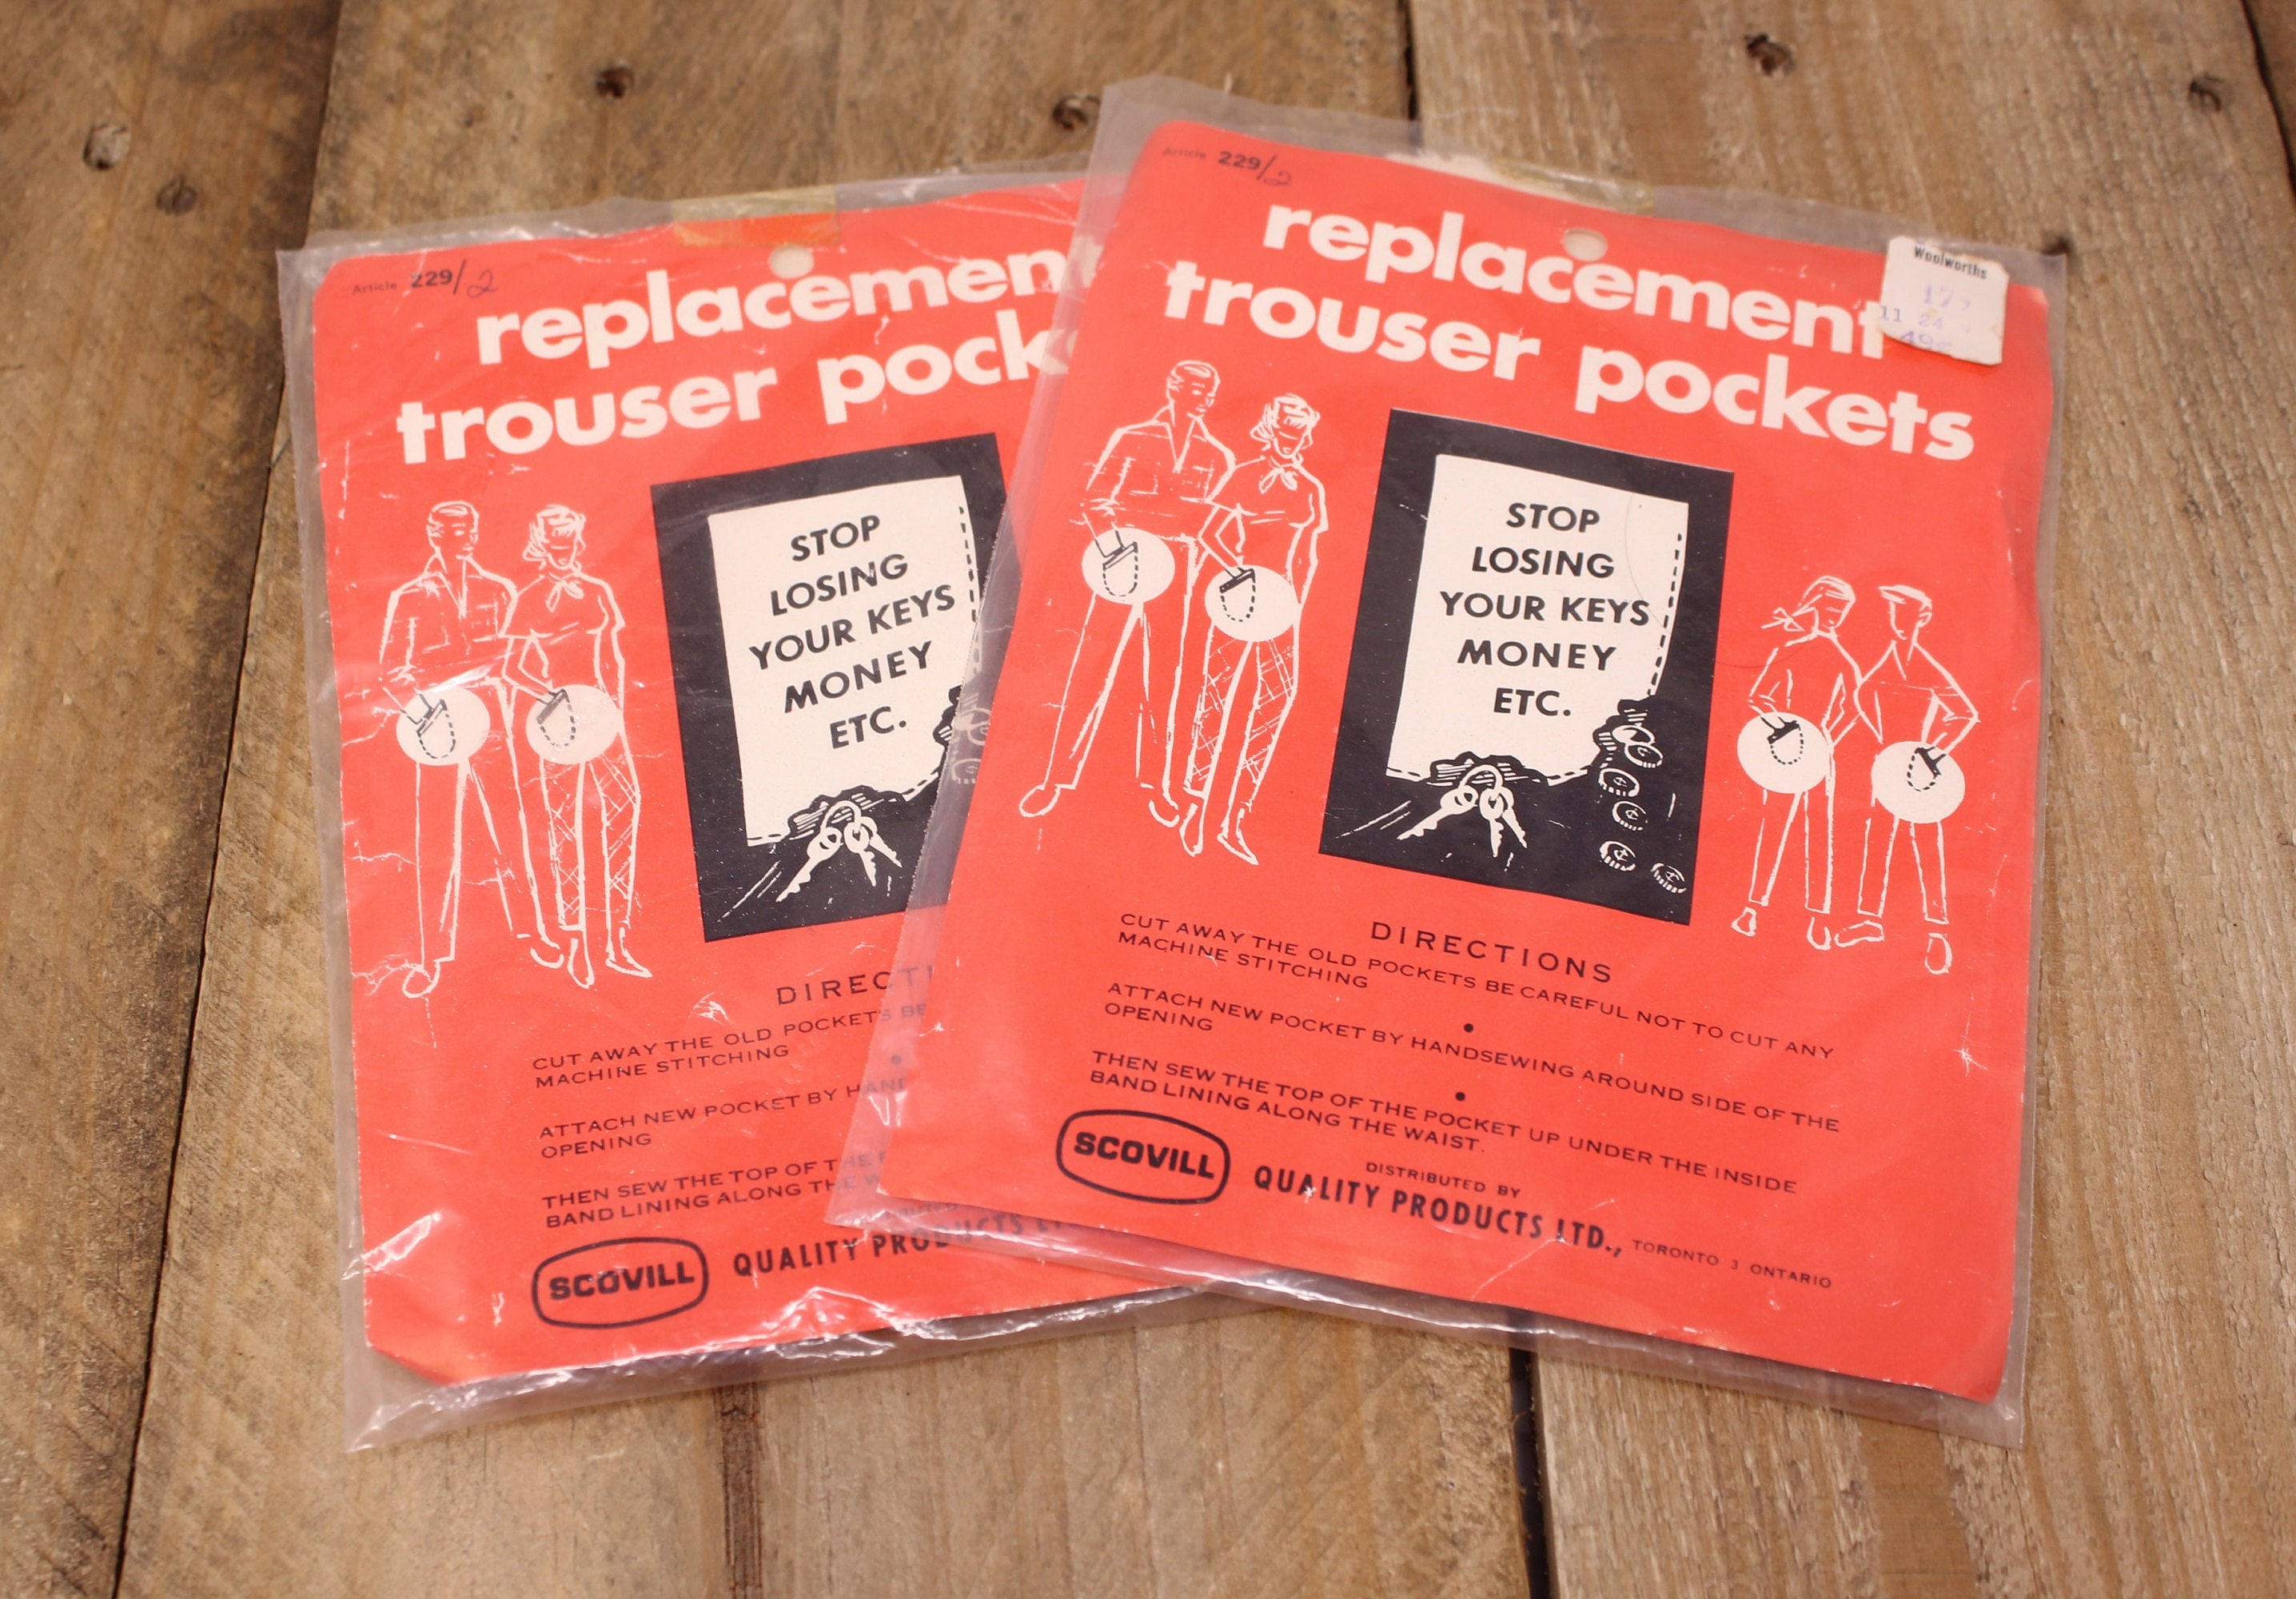 Article 229/2
replacemen
trouser pock
STOP
LOSING
YOUR KEYS
MONEY
ETC.
DIRECTI
CUT AWAY THE OLD POCKETS BE
MACHINE STITCHING
ATTACH NEW POCKET BY HAND
OPENING
THEN SEW THE TOP OF THE P
BAND LINING ALONG THE W
SCOVILL
QUALITY PRODUCTS LT
Article 229/2
replacement
trouser pockets
Woolworths
11 24
49¢
STOP
LOSING
YOUR KEYS
MONEY
ETC.
DIRECTIONS
CUT AWAY THE OLD POCKETS BE CAREFUL NOT TO CUT ANY
MACHINE STITCHING
•
ATTACH NEW POCKET BY HANDSEWING AROUND SIDE OF THE
OPENING
•
THEN SEW THE TOP OF THE POCKET UP UNDER THE INSIDE
BAND LINING ALONG THE WAIST.
DISTRIBUTED BY
SCOVILL
QUALITY PRODUCTS LTD., TORONTO 3 ONTARIO